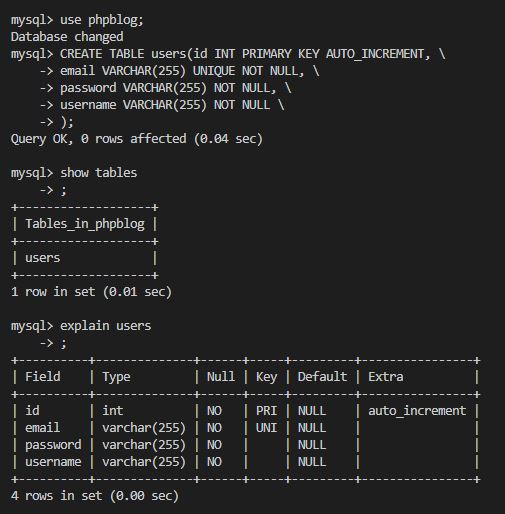 mysql> use phpblog;
Database changed
mysql> CREATE TABLE users(id INT PRIMARY KEY AUTO_INCREMENT, \
    -> email VARCHAR(255) UNIQUE NOT NULL, \
    -> password VARCHAR(255) NOT NULL, \
    -> username VARCHAR(255) NOT NULL \
    -> );
Query OK, 0 rows affected (0.04 sec)

mysql> show tables
    -> ;
+-------------------+
| Tables_in_phpblog |
+-------------------+
| users             |
+-------------------+
1 row in set (0.01 sec)

mysql> explain users
    -> ;
+----------+--------------+------+-----+---------+----------------+
| Field    | Type         | Null | Key | Default | Extra          |
+----------+--------------+------+-----+---------+----------------+
| id       | int          | NO   | PRI | NULL    | auto_increment |
| email    | varchar(255) | NO   | UNI | NULL    |                |
| password | varchar(255) | NO   |     | NULL    |                |
| username | varchar(255) | NO   |     | NULL    |                |
+----------+--------------+------+-----+---------+----------------+
4 rows in set (0.00 sec)